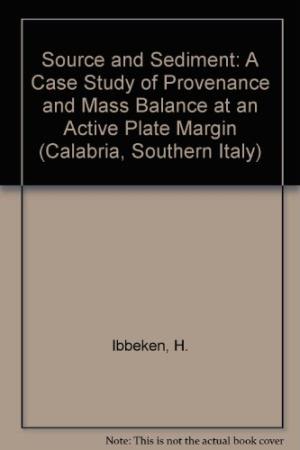 Source and Sediment: A
Case Study of Provenance
and Mass Balance at an
Active Plate Margin
(Calabria, Southern Italy)
Ibbeken, H.
Note: This is not the actual book cover